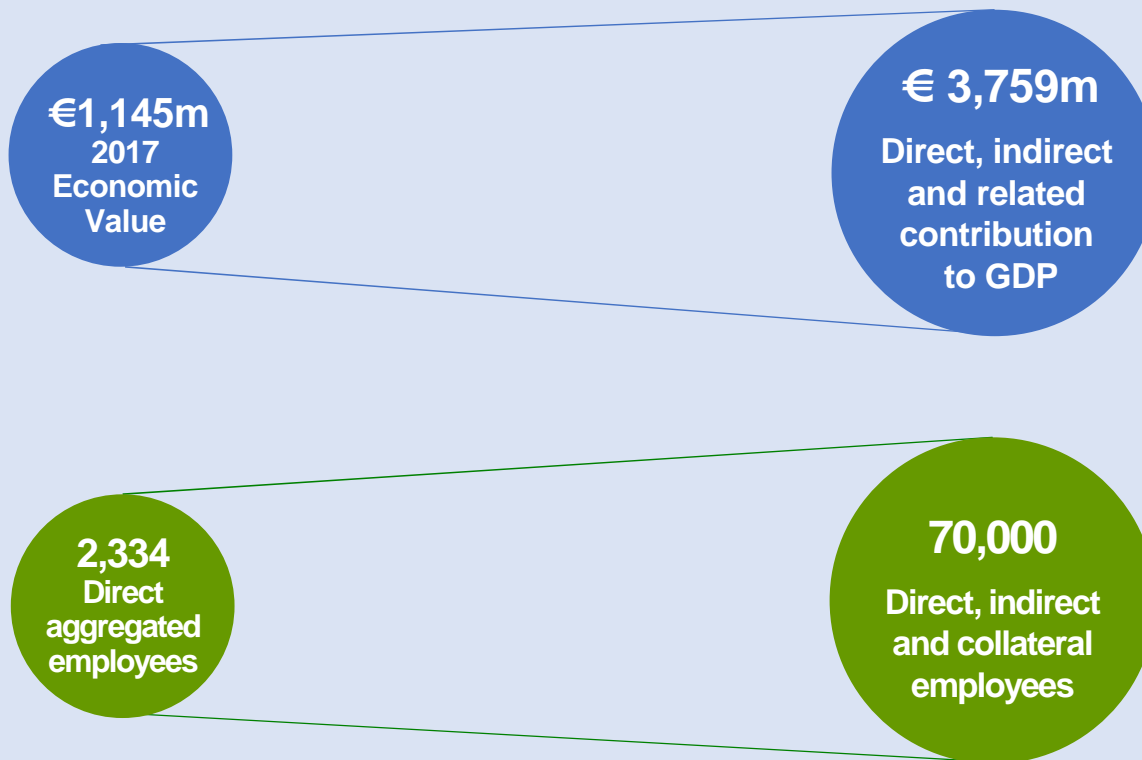 €1,145m
2017
Economic
Value
€ 3,759m
Direct, indirect
and related
contribution
to GDP
2,334
Direct
aggregated
employees
70,000
Direct, indirect
and collateral
employees